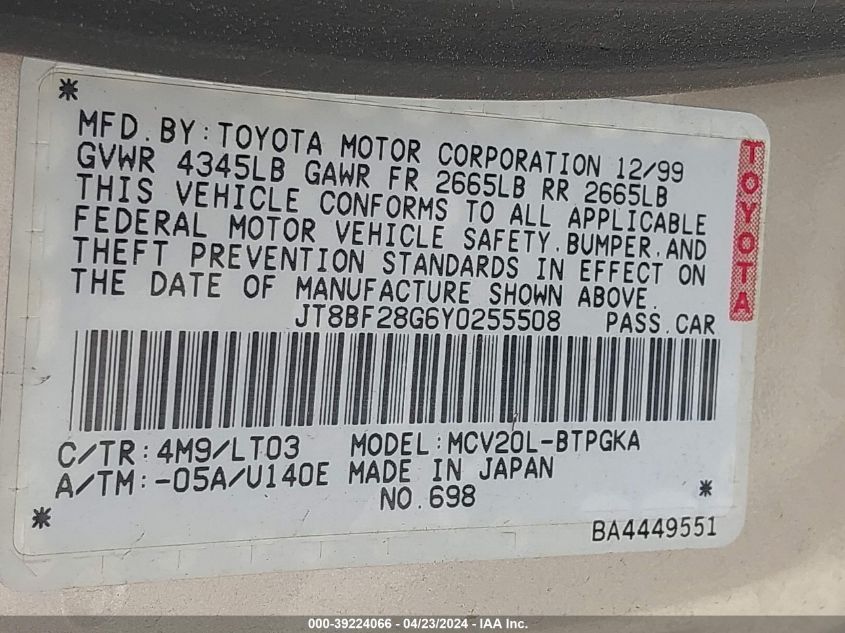 MFD. BY: TOYOTA MOTOR CORPORATION 12/99
GVWR 4345LB GAWR FR 2665LB RR 2665LB
THIS VEHICLE CONFORMS TO ALL APPLICABLE
FEDERAL MOTOR VEHICLE SAFETY, BUMPER, AND
THEFT PREVENTION STANDARDS IN EFFECT ON
THE DATE OF MANUFACTURE SHOWN ABOVE.
JT8BF28G6Y0255508 PASS. CAR
C/TR: 4M9/LT03 MODEL: MCV20L-BTPGKA
A/TM: -05A/U140E MADE IN JAPAN
NO. 698
BA4449551
TOYOTA
000-39224066 - 04/23/2024 - IAA Inc.